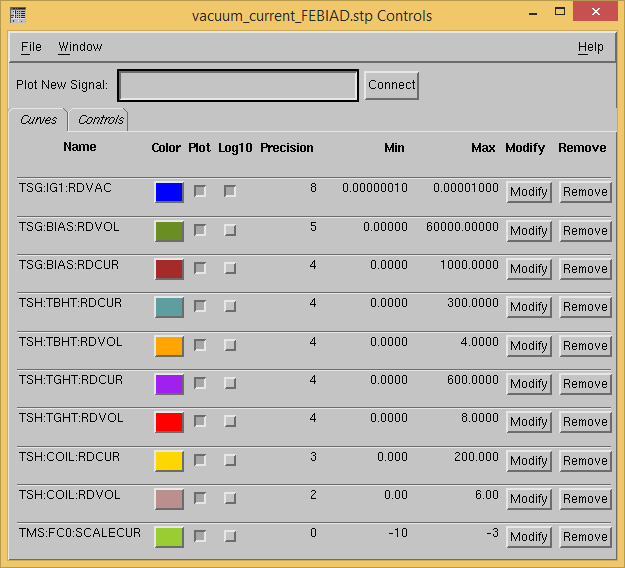 vacuum_current_FEBIAD.stp Controls
File Window Help
Plot New Signal: Connect
Curves Controls
Name Color Plot Log10 Precision Min Max Modify Remove
TSG:IG1:RDVAC 8 0.00000010 0.00001000 Modify Remove
TSG:BIAS:RDVOL 5 0.00000 60000.00000 Modify Remove
TSG:BIAS:RDCUR 4 0.0000 1000.0000 Modify Remove
TSH:TBHT:RDCUR 4 0.0000 300.0000 Modify Remove
TSH:TBHT:RDVOL 4 0.0000 4.0000 Modify Remove
TSH:TGHT:RDCUR 4 0.0000 600.0000 Modify Remove
TSH:TGHT:RDVOL 4 0.0000 8.0000 Modify Remove
TSH:COIL:RDCUR 3 0.000 200.000 Modify Remove
TSH:COIL:RDVOL 2 0.00 6.00 Modify Remove
TMS:FC0:SCALECUR 0 -10 -3 Modify Remove